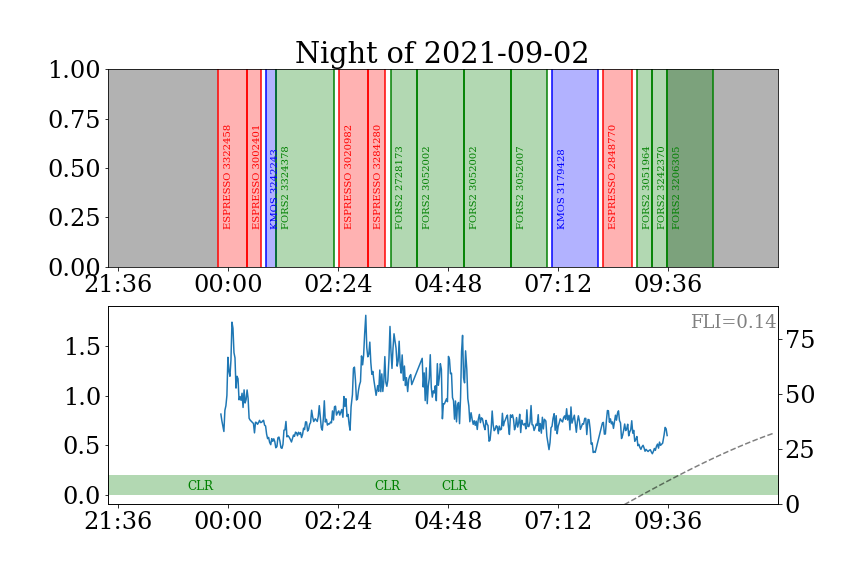 Night of 2021-09-02
1.00
0.75
0.50
0.25
0.00
ESPRESSO 3322458
ESPRESSO 3002401
KMOS 3242243
FORS2 3324378
ESPRESSO 3020982
ESPRESSO 3284280
FORS2 2728173
FORS2 3052002
FORS2 3052002
FORS2 3052007
KMOS 3179428
ESPRESSO 2848770
FORS2 3051964
FORS2 3242370
FORS2 3206305
21:36 00:00 02:24 04:48 07:12 09:36
FLI=0.14
1.5
1.0
0.5
0.0
75
50
25
0
CLR CLR CLR
21:36 00:00 02:24 04:48 07:12 09:36